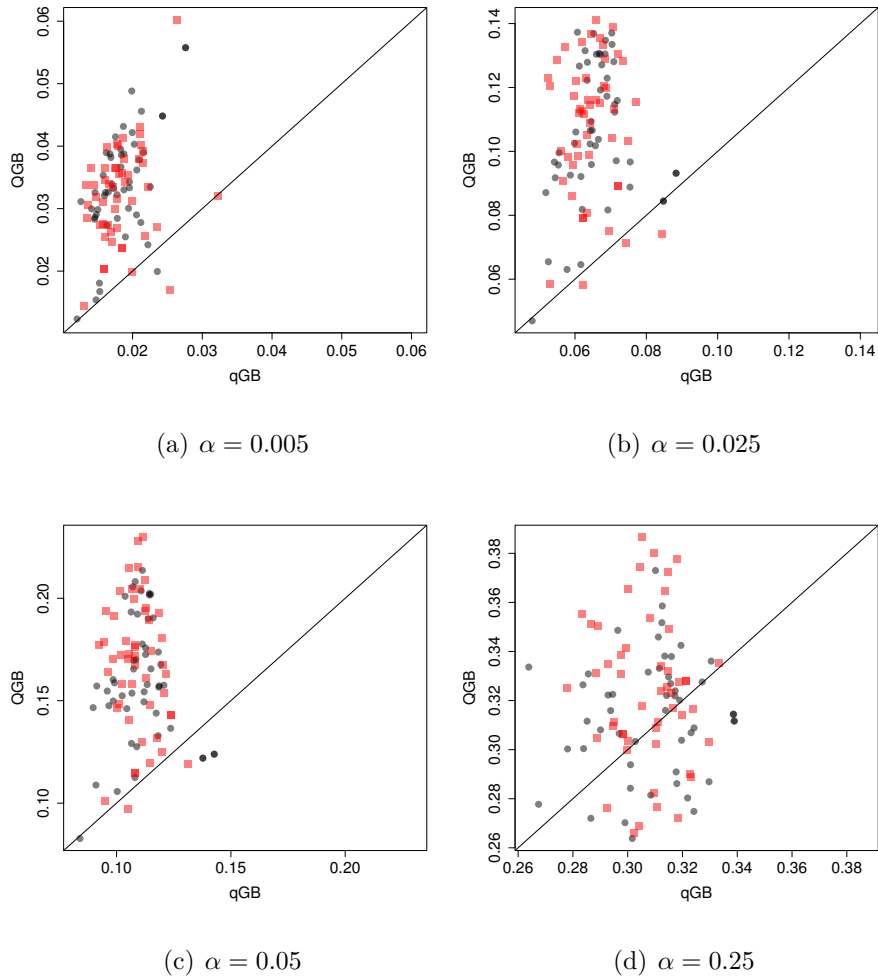 0.06
0.05
0.04
0.03
0.02
QGB
0.02 0.03 0.04 0.05 0.06
qGB
(a) α = 0.005
0.14
0.12
0.10
0.08
0.06
QGB
0.06 0.08 0.10 0.12 0.14
qGB
(b) α = 0.025
0.20
0.15
0.10
QGB
0.10 0.15 0.20
qGB
(c) α = 0.05
0.38
0.36
0.34
0.32
0.30
0.28
0.26
QGB
0.26 0.28 0.30 0.32 0.34 0.36 0.38
qGB
(d) α = 0.25